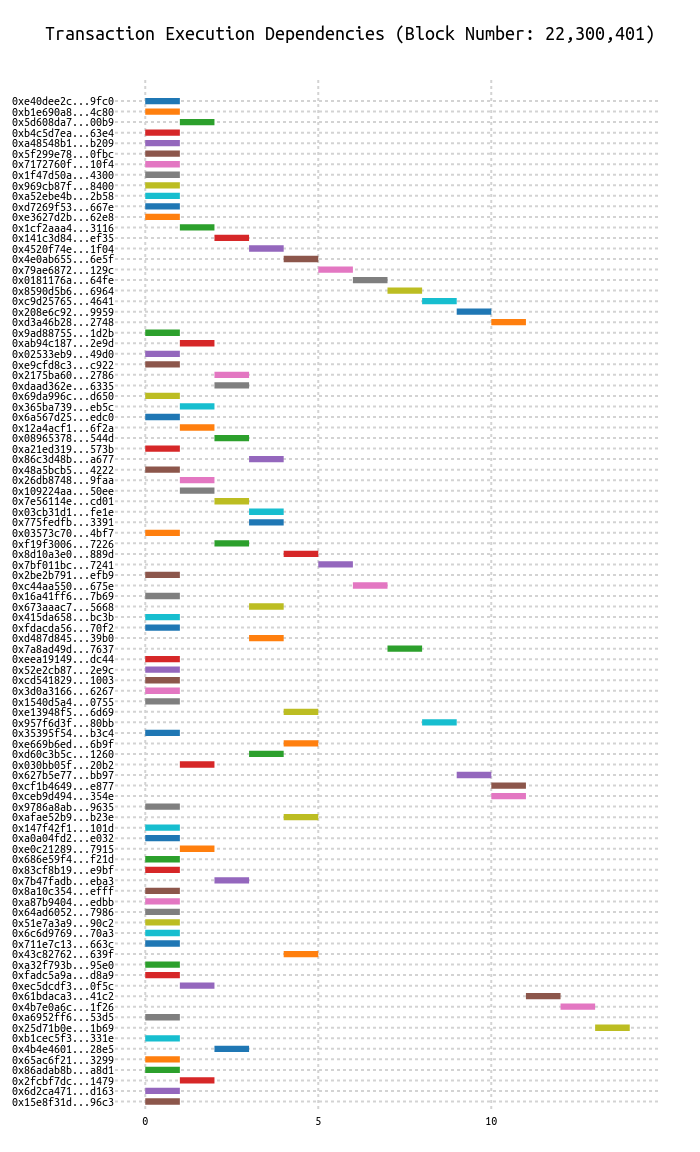 Transaction Execution Dependencies (Block Number: 22,300,401)
0xe40dee2c...9fc0
0xb1e690a8...4c80
0x5d608da7...00b9
0xb4c5d7ea...63e4
0xa48548b1...b209
0x5f299e78...0fbc
0x7172760f...10f4
0x1f47d50a...4300
0x969cb87f...8400
0xa52ebe4b...2b58
0xd7269f53...667e
0xe3627d2b...62e8
0x1cf2aaa4...3116
0x141c3d84...ef35
0x4520f74e...1f04
0x4e0ab655...6e5f
0x79ae6872...129c
0x0181176a...64fe
0x8590d5b6...6964
0xc9d25765...4641
0x208e6c92...9959
0xd3a46b28...2748
0x9ad88755...1d2b
0xab94c187...2e9d
0x02533eb9...49d0
0xe9cfd8c3...c922
0x2175ba60...2786
0xdaad362e...6335
0x69da996c...d650
0x365ba739...eb5c
0x6a567d25...edc0
0x12a4acf1...6f2a
0x08965378...544d
0xa21ed319...573b
0x86c3d48b...a677
0x48a5bcb5...4222
0x26db8748...9faa
0x109224aa...50ee
0x7e56114e...cd01
0x03cb31d1...fe1e
0x775fedfb...3391
0x03573c70...4bf7
0xf19f3006...7226
0x8d10a3e0...889d
0x7bf011bc...7241
0x2be2b791...efb9
0xc44aa550...675e
0x16a41ff6...7b69
0x673aaac7...5668
0x415da658...bc3b
0xfdacda56...70f2
0xd487d845...39b0
0x7a8ad49d...7637
0xeea19149...dc44
0x52e2cb87...2e9c
0xcd541829...1003
0x3d0a3166...6267
0x1540d5a4...0755
0xe13948f5...6d69
0x957f6d3f...80bb
0x35395f54...b3c4
0xe669b6ed...6b9f
0xd60c3b5c...1260
0x030bb05f...20b2
0x627b5e77...bb97
0xcf1b4649...e877
0xceb9d494...354e
0x9786a8ab...9635
0xafae52b9...b23e
0x147f42f1...101d
0xa0a04fd2...e032
0xe0c21289...7915
0x686e59f4...f21d
0x83cf8b19...e9bf
0x7b47fadb...eba3
0x8a10c354...efff
0xa87b9404...edbb
0x64ad6052...7986
0x51e7a3a9...90c2
0x6c6d9769...70a3
0x711e7c13...663c
0x43c82762...639f
0xa32f793b...95e0
0xfadc5a9a...d8a9
0xec5dcdf3...0f5c
0x61bdaca3...41c2
0x4b7e0a6c...1f26
0xa6952ff6...53d5
0x25d71b0e...1b69
0xb1cec5f3...331e
0x4b4e4601...28e5
0x65ac6f21...3299
0x86adab8b...a8d1
0x2fcbf7dc...1479
0x6d2ca471...d163
0x15e8f31d...96c3
0 5 10